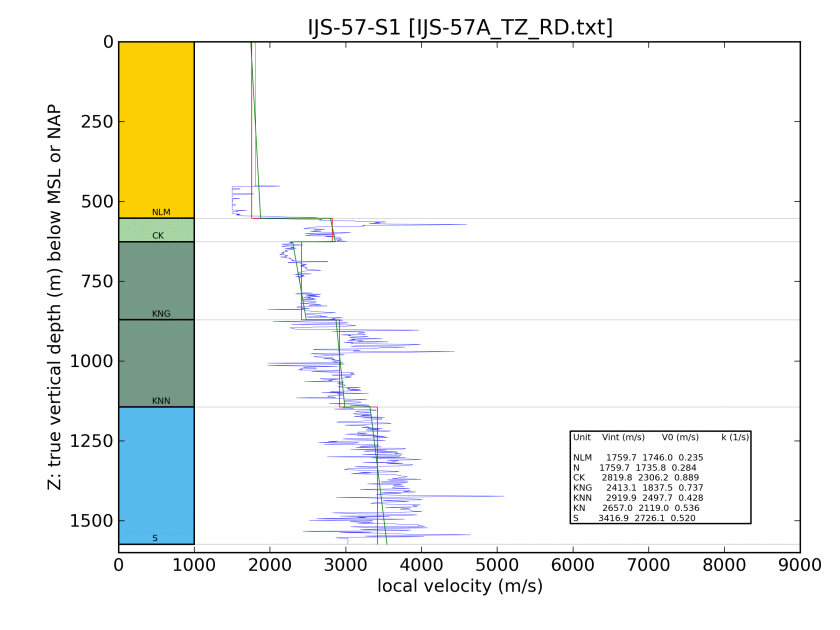 IJS-57-S1 [IJS-57A_TZ_RD.txt]
Z: true vertical depth (m) below MSL or NAP
0
250
500
750
1000
1250
1500
NLM
CK
KNG
KNN
S
Unit Vint (m/s) V0 (m/s) k (1/s)
NLM 1759.7 1746.0 0.235
N 1759.7 1735.8 0.284
CK 2819.8 2306.2 0.889
KNG 2413.1 1837.5 0.737
KNN 2919.9 2497.7 0.428
KN 2657.0 2119.0 0.536
S 3416.9 2726.1 0.520
0 1000 2000 3000 4000 5000 6000 7000 8000 9000
local velocity (m/s)